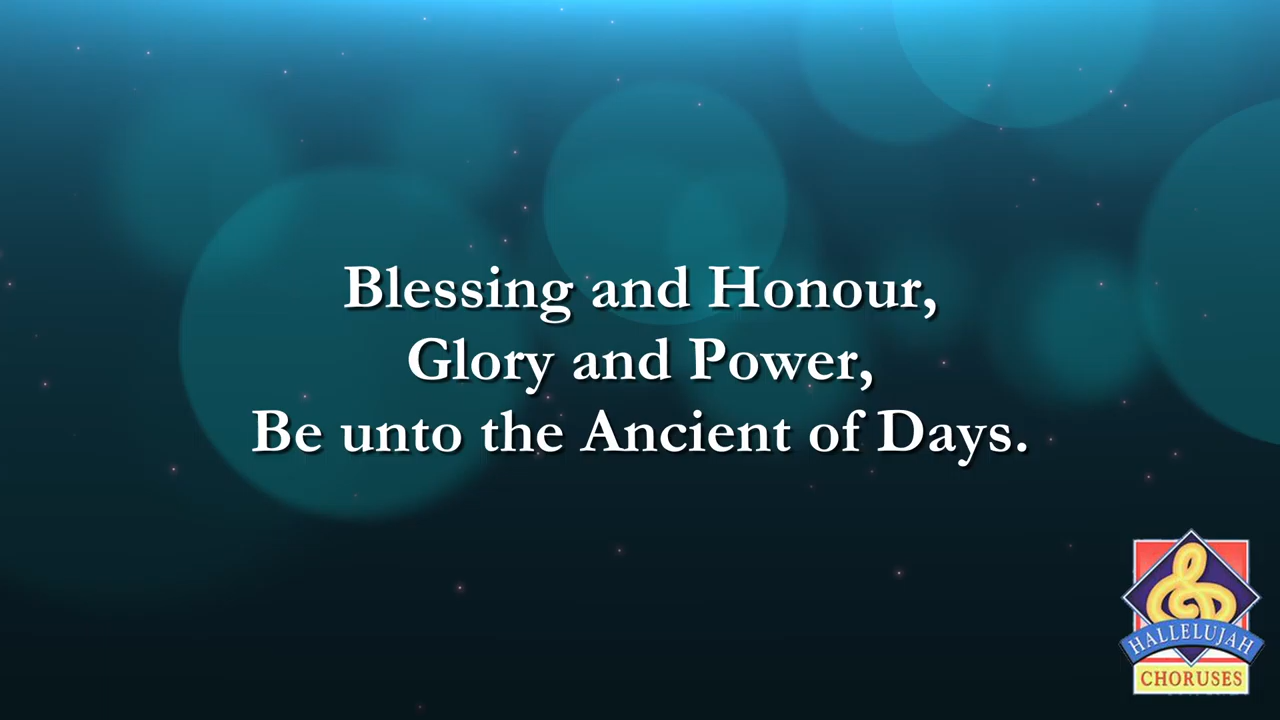 Blessing and Honour,
Glory and Power,
Be unto the Ancient of Days.
HALLELUJAH
CHORUSES